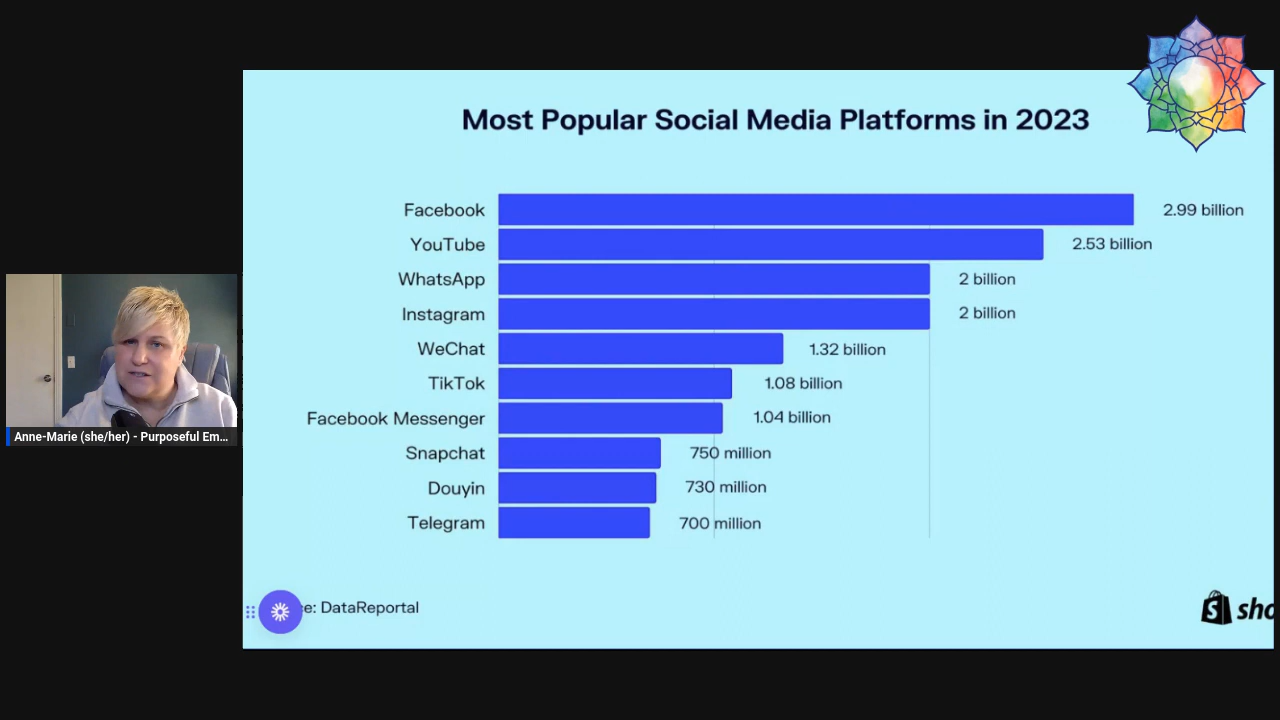 Most Popular Social Media Platforms in 2023
Facebook 2.99 billion
YouTube 2.53 billion
WhatsApp 2 billion
Instagram 2 billion
WeChat 1.32 billion
TikTok 1.08 billion
Facebook Messenger 1.04 billion
Snapchat 750 million
Douyin 730 million
Telegram 700 million
Anne-Marie (she/her) - Purposeful Em...
e: DataReportal
S sho